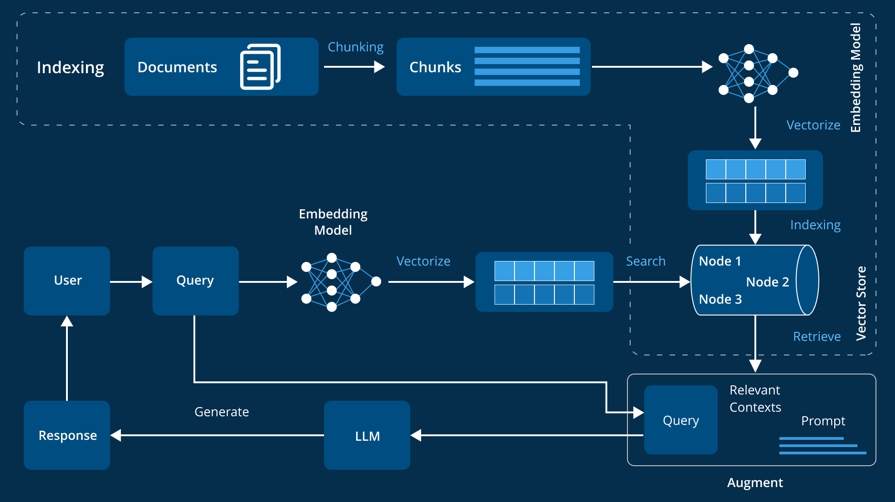 Indexing
Documents
Chunking
Chunks
Embedding Model
Vectorize
Indexing
Embedding
Model
User
Query
Vectorize
Search
Node 1
Node 2
Node 3
Vector Store
Retrieve
Relevant
Contexts
Query
Prompt
Generate
Response
LLM
Augment